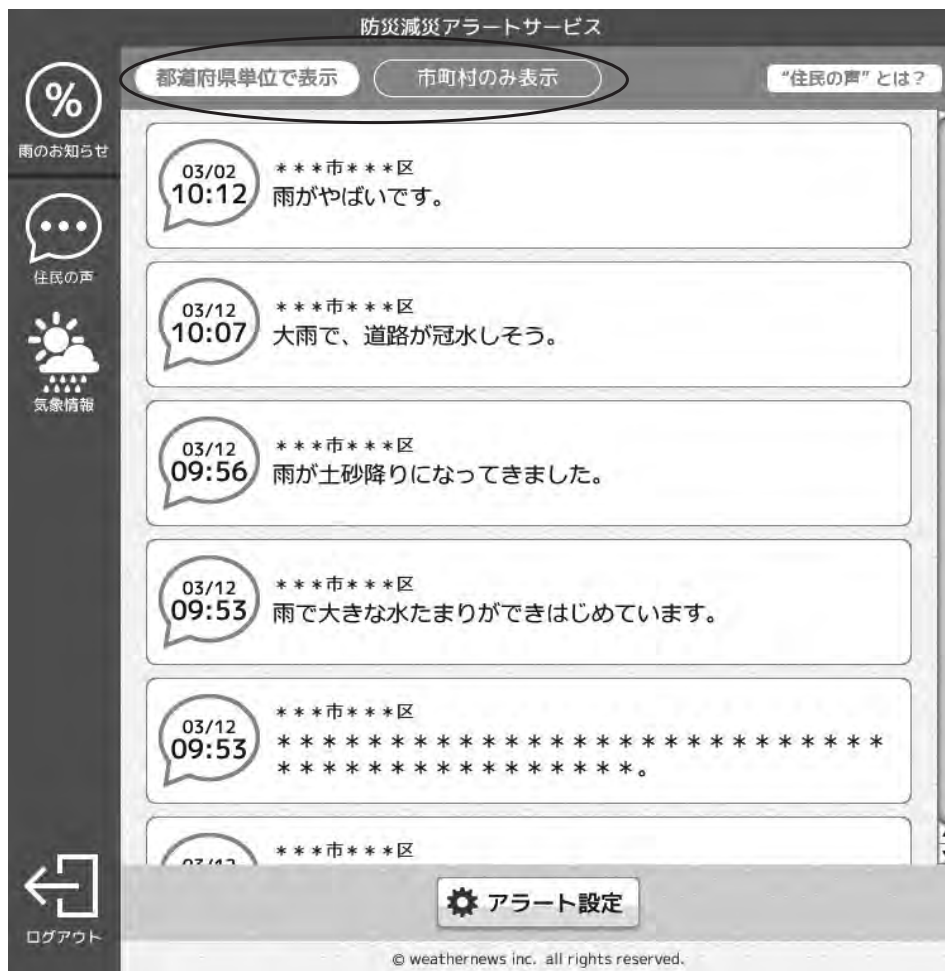 防災減災アラートサービス
都道府県単位で表示
市町村のみ表示
"住民の声" とは?
%
雨のお知らせ
住民の声
気象情報
03/02
10:12
***市***区
雨がやばいです。
03/12
10:07
***市***区
大雨で、道路が冠水しそう。
03/12
09:56
***市***区
雨が土砂降りになってきました。
03/12
09:53
***市***区
雨で大きな水たまりができはじめています。
03/12
09:53
***市***区
***************************
****************。
***市***区
アラート設定
ログアウト
© weathernews inc. all rights reserved.